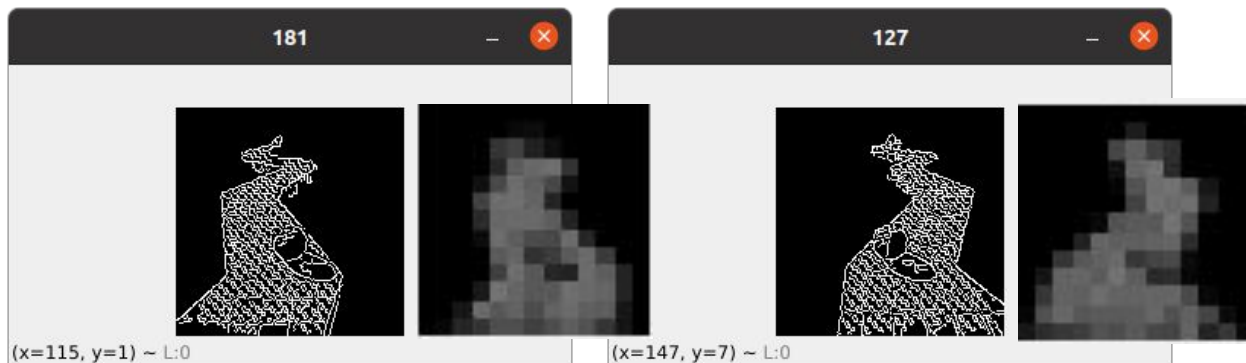 181
127
(x=115, y=1) ~ L:0
(x=147, y=7) ~ L:0